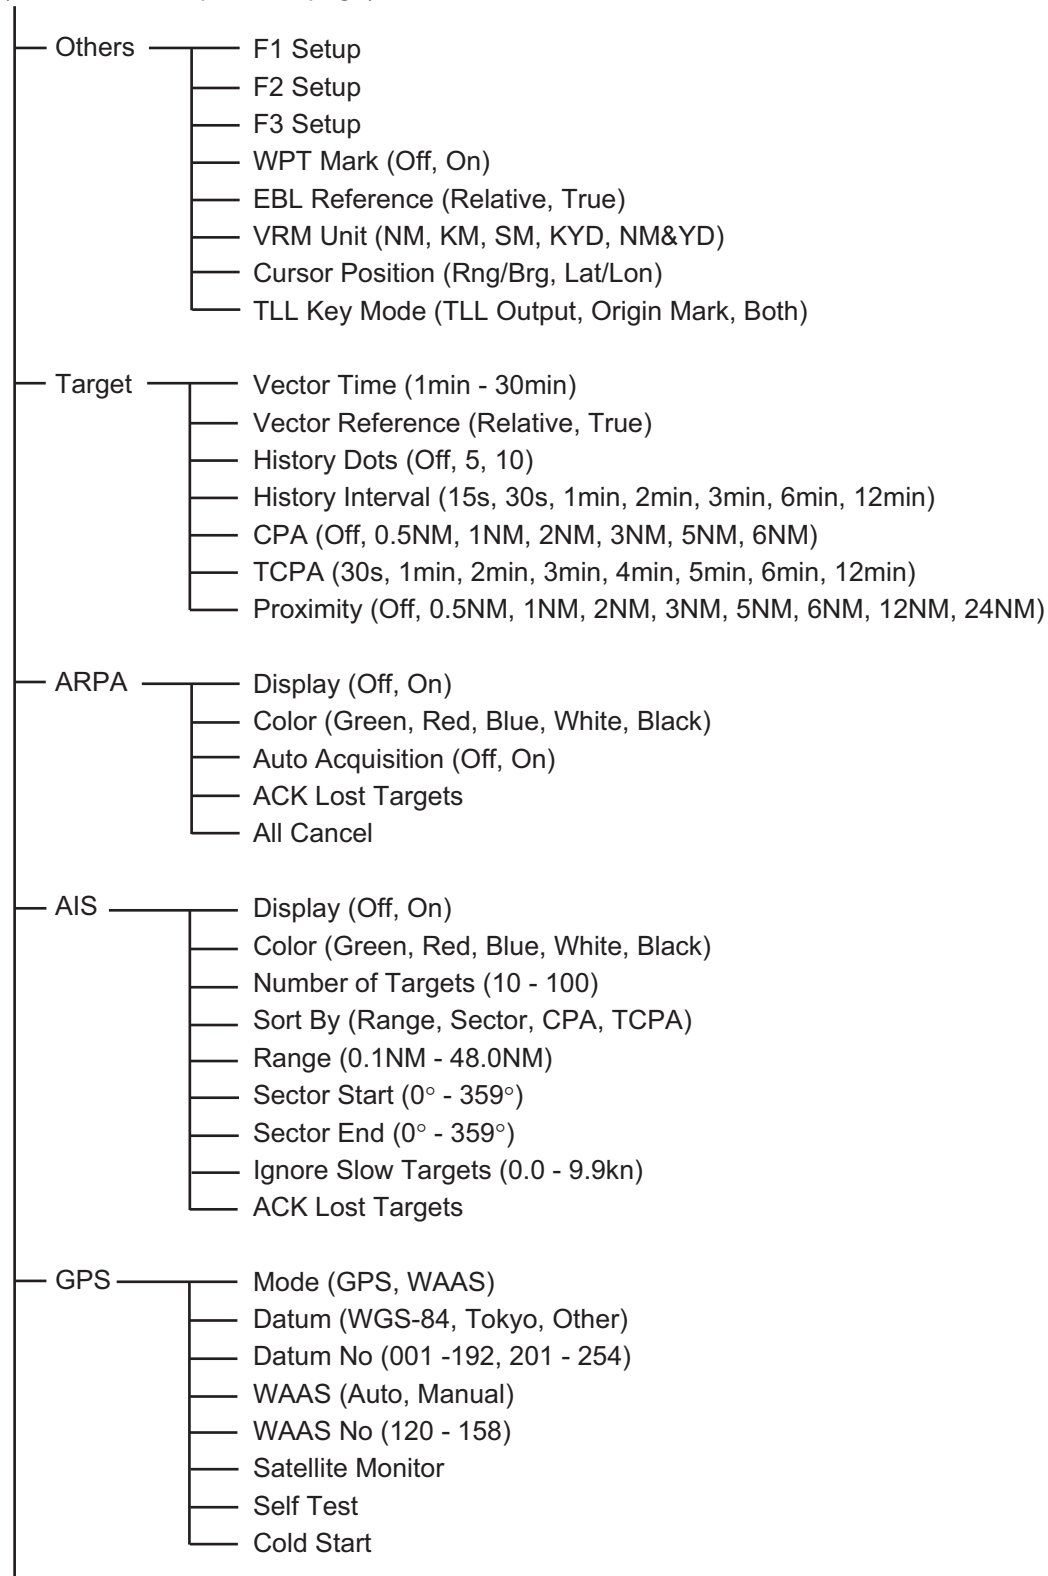 Others F1 Setup
F2 Setup
F3 Setup
WPT Mark (Off, On)
EBL Reference (Relative, True)
VRM Unit (NM, KM, SM, KYD, NM&YD)
Cursor Position (Rng/Brg, Lat/Lon)
TLL Key Mode (TLL Output, Origin Mark, Both)
Target Vector Time (1min - 30min)
Vector Reference (Relative, True)
History Dots (Off, 5, 10)
History Interval (15s, 30s, 1min, 2min, 3min, 6min, 12min)
CPA (Off, 0.5NM, 1NM, 2NM, 3NM, 5NM, 6NM)
TCPA (30s, 1min, 2min, 3min, 4min, 5min, 6min, 12min)
Proximity (Off, 0.5NM, 1NM, 2NM, 3NM, 5NM, 6NM, 12NM, 24NM)
ARPA Display (Off, On)
Color (Green, Red, Blue, White, Black)
Auto Acquisition (Off, On)
ACK Lost Targets
All Cancel
AIS Display (Off, On)
Color (Green, Red, Blue, White, Black)
Number of Targets (10 - 100)
Sort By (Range, Sector, CPA, TCPA)
Range (0.1NM - 48.0NM)
Sector Start (0° - 359°)
Sector End (0° - 359°)
Ignore Slow Targets (0.0 - 9.9kn)
ACK Lost Targets
GPS Mode (GPS, WAAS)
Datum (WGS-84, Tokyo, Other)
Datum No (001 -192, 201 - 254)
WAAS (Auto, Manual)
WAAS No (120 - 158)
Satellite Monitor
Self Test
Cold Start